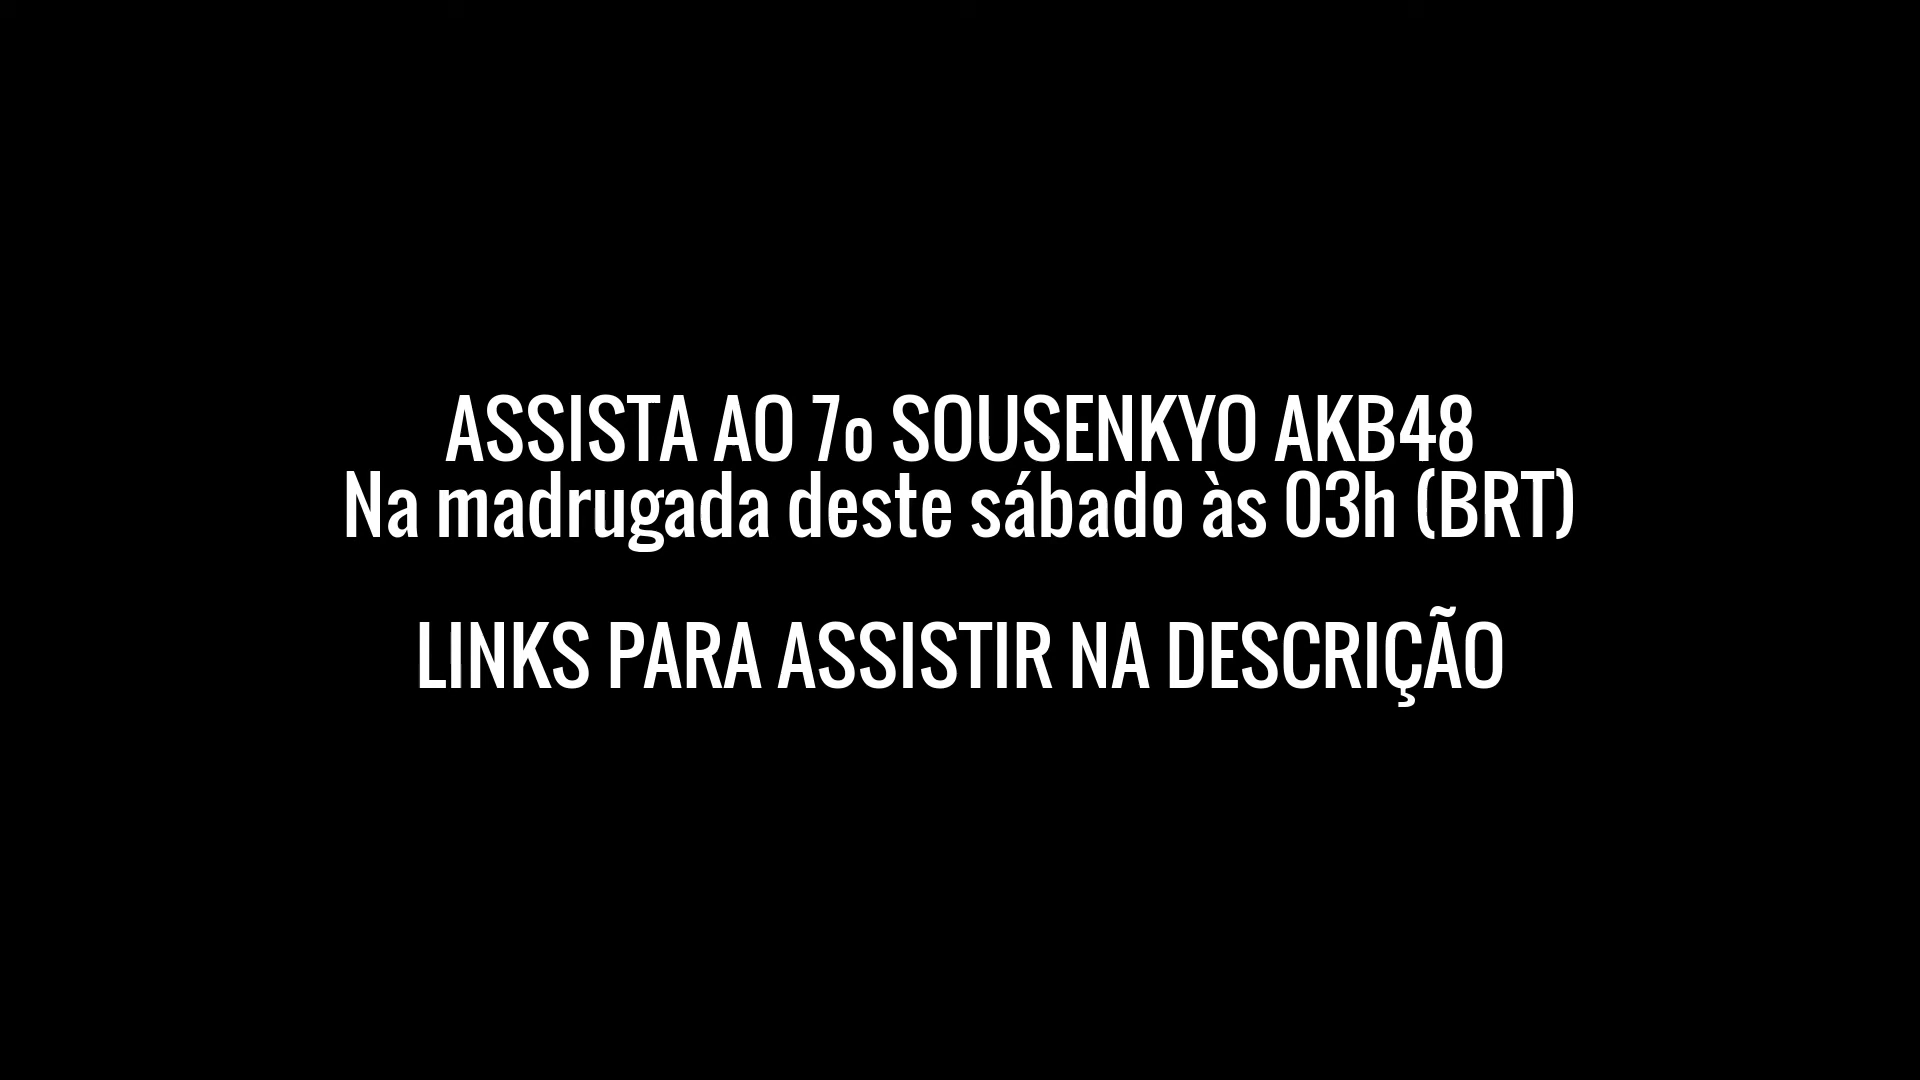 ASSISTA AO 7o SOUSENKYO AKB48
Na madrugada deste sábado às 03h (BRT)
LINKS PARA ASSISTIR NA DESCRIÇÃO